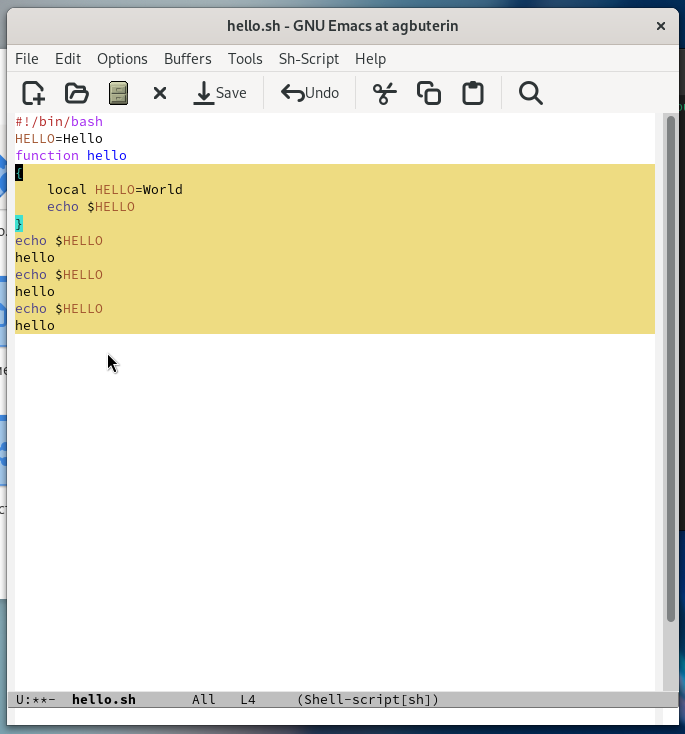 hello.sh - GNU Emacs at agbuterin
File Edit Options Buffers Tools Sh-Script Help
Save Undo
#!/bin/bash
HELLO=Hello
function hello
{
    local HELLO=World
    echo $HELLO
}
echo $HELLO
hello
echo $HELLO
hello
echo $HELLO
hello
U:**-  hello.sh       All   L4     (Shell-script[sh])